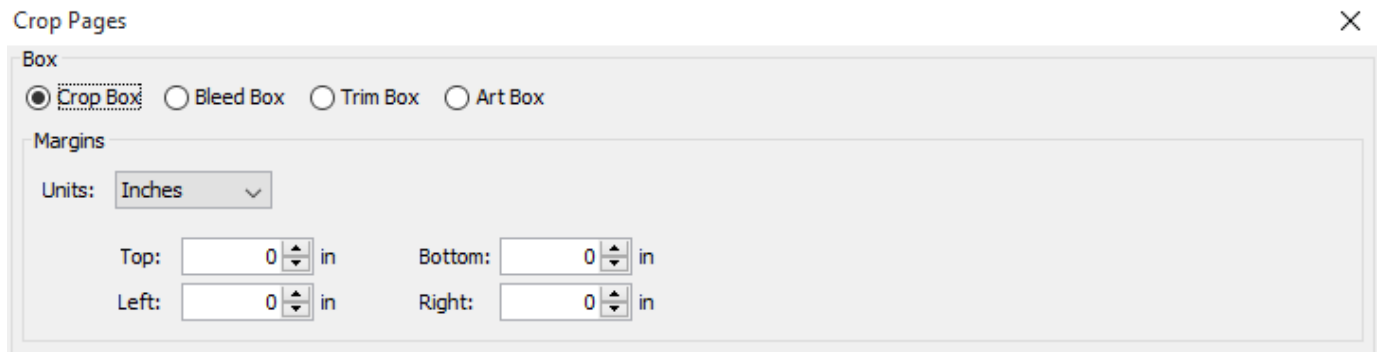 Crop Pages
Box
Crop Box Bleed Box Trim Box Art Box
Margins
Units: Inches
Top: 0 in Bottom: 0 in
Left: 0 in Right: 0 in